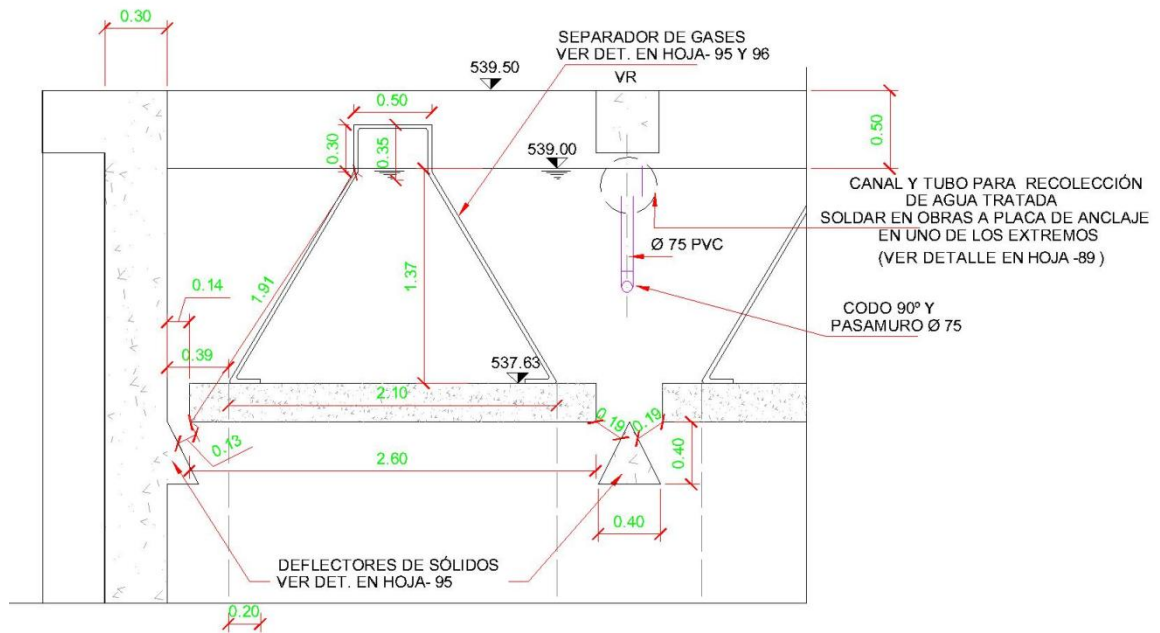 0.30
SEPARADOR DE GASES
VER DET. EN HOJA- 95 Y 96
539.50
VR
0.50
0.30
0.35
539.00
0.50
CANAL Y TUBO PARA RECOLECCIÓN
DE AGUA TRATADA
SOLDAR EN OBRAS A PLACA DE ANCLAJE
EN UNO DE LOS EXTREMOS
(VER DETALLE EN HOJA -89 )
Ø 75 PVC
1.91
1.37
0.14
CODO 90º Y
PASAMURO Ø 75
0.39
537.63
2.10
0.19
0.19
0.13
2.60
0.40
0.40
DEFLECTORES DE SÓLIDOS
VER DET. EN HOJA- 95
0.20